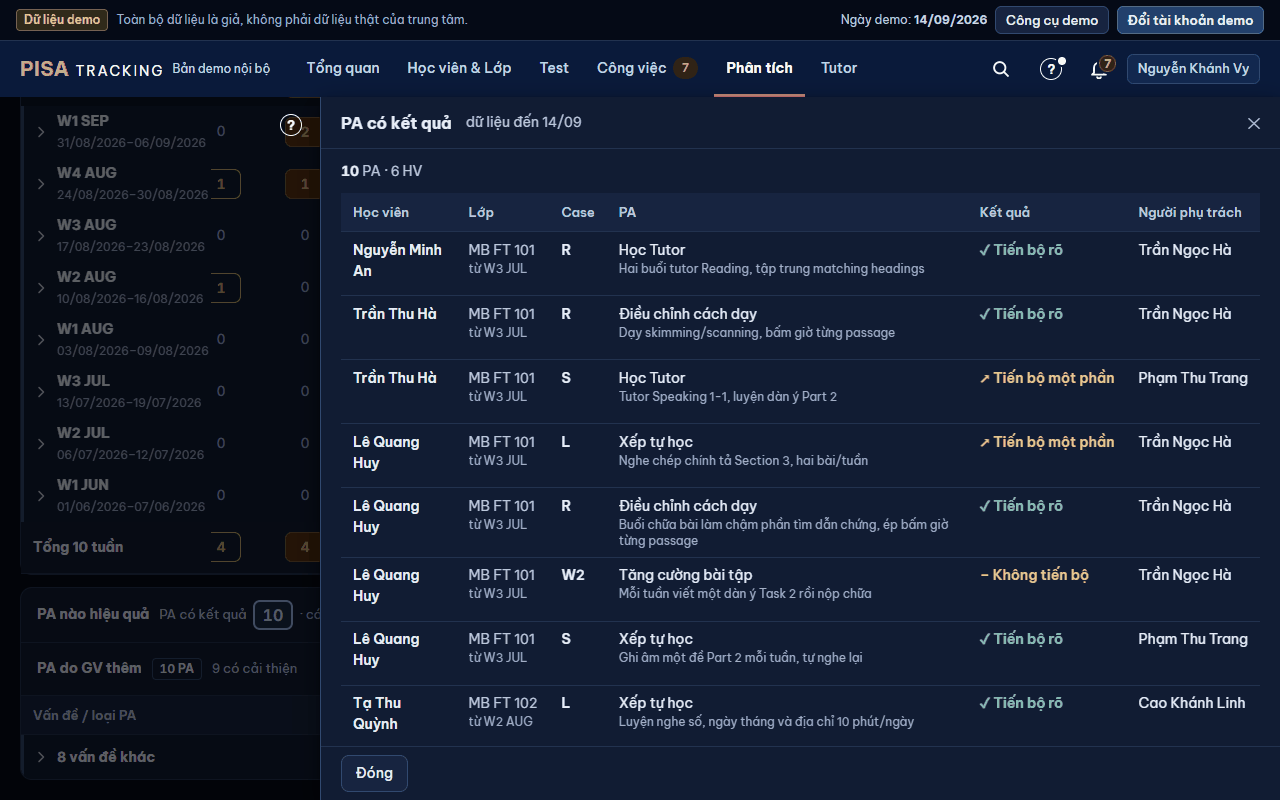 Dữ liệu demo Toàn bộ dữ liệu là giả, không phải dữ liệu thật của trung tâm. Ngày demo: 14/09/2026 Công cụ demo Đổi tài khoản demo
PISA TRACKING Bản demo nội bộ Tổng quan Học viên & Lớp Test Công việc 7 Phân tích Tutor ? 7 Nguyễn Khánh Vy
W1 SEP 0 2
31/08/2026–06/09/2026
?
W4 AUG 1 1
24/08/2026–30/08/2026
W3 AUG 0 0
17/08/2026–23/08/2026
W2 AUG 1 0
10/08/2026–16/08/2026
W1 AUG 0 0
03/08/2026–09/08/2026
W3 JUL 0 0
13/07/2026–19/07/2026
W2 JUL 0 0
06/07/2026–12/07/2026
W1 JUN 0 0
01/06/2026–07/06/2026
Tổng 10 tuần 4 4
PA nào hiệu quả PA có kết quả 10 · có
PA do GV thêm 10 PA 9 có cải thiện
Vấn đề / loại PA
8 vấn đề khác
PA có kết quả dữ liệu đến 14/09
10 PA · 6 HV
Học viên Lớp Case PA Kết quả Người phụ trách
Nguyễn Minh An MB FT 101 R Học Tutor ✓ Tiến bộ rõ Trần Ngọc Hà
từ W3 JUL Hai buổi tutor Reading, tập trung matching headings
Trần Thu Hà MB FT 101 R Điều chỉnh cách dạy ✓ Tiến bộ rõ Trần Ngọc Hà
từ W3 JUL Dạy skimming/scanning, bấm giờ từng passage
Trần Thu Hà MB FT 101 S Học Tutor ↗ Tiến bộ một phần Phạm Thu Trang
từ W3 JUL Tutor Speaking 1-1, luyện dàn ý Part 2
Lê Quang Huy MB FT 101 L Xếp tự học ↗ Tiến bộ một phần Trần Ngọc Hà
từ W3 JUL Nghe chép chính tả Section 3, hai bài/tuần
Lê Quang Huy MB FT 101 R Điều chỉnh cách dạy ✓ Tiến bộ rõ Trần Ngọc Hà
từ W3 JUL Buổi chữa bài làm chậm phần tìm dẫn chứng, ép bấm giờ
từng passage
Lê Quang Huy MB FT 101 W2 Tăng cường bài tập – Không tiến bộ Trần Ngọc Hà
từ W3 JUL Mỗi tuần viết một dàn ý Task 2 rồi nộp chữa
Lê Quang Huy MB FT 101 S Xếp tự học ✓ Tiến bộ rõ Phạm Thu Trang
từ W3 JUL Ghi âm một đề Part 2 mỗi tuần, tự nghe lại
Tạ Thu Quỳnh MB FT 102 L Xếp tự học ✓ Tiến bộ rõ Cao Khánh Linh
từ W2 AUG Luyện nghe số, ngày tháng và địa chỉ 10 phút/ngày
Đóng